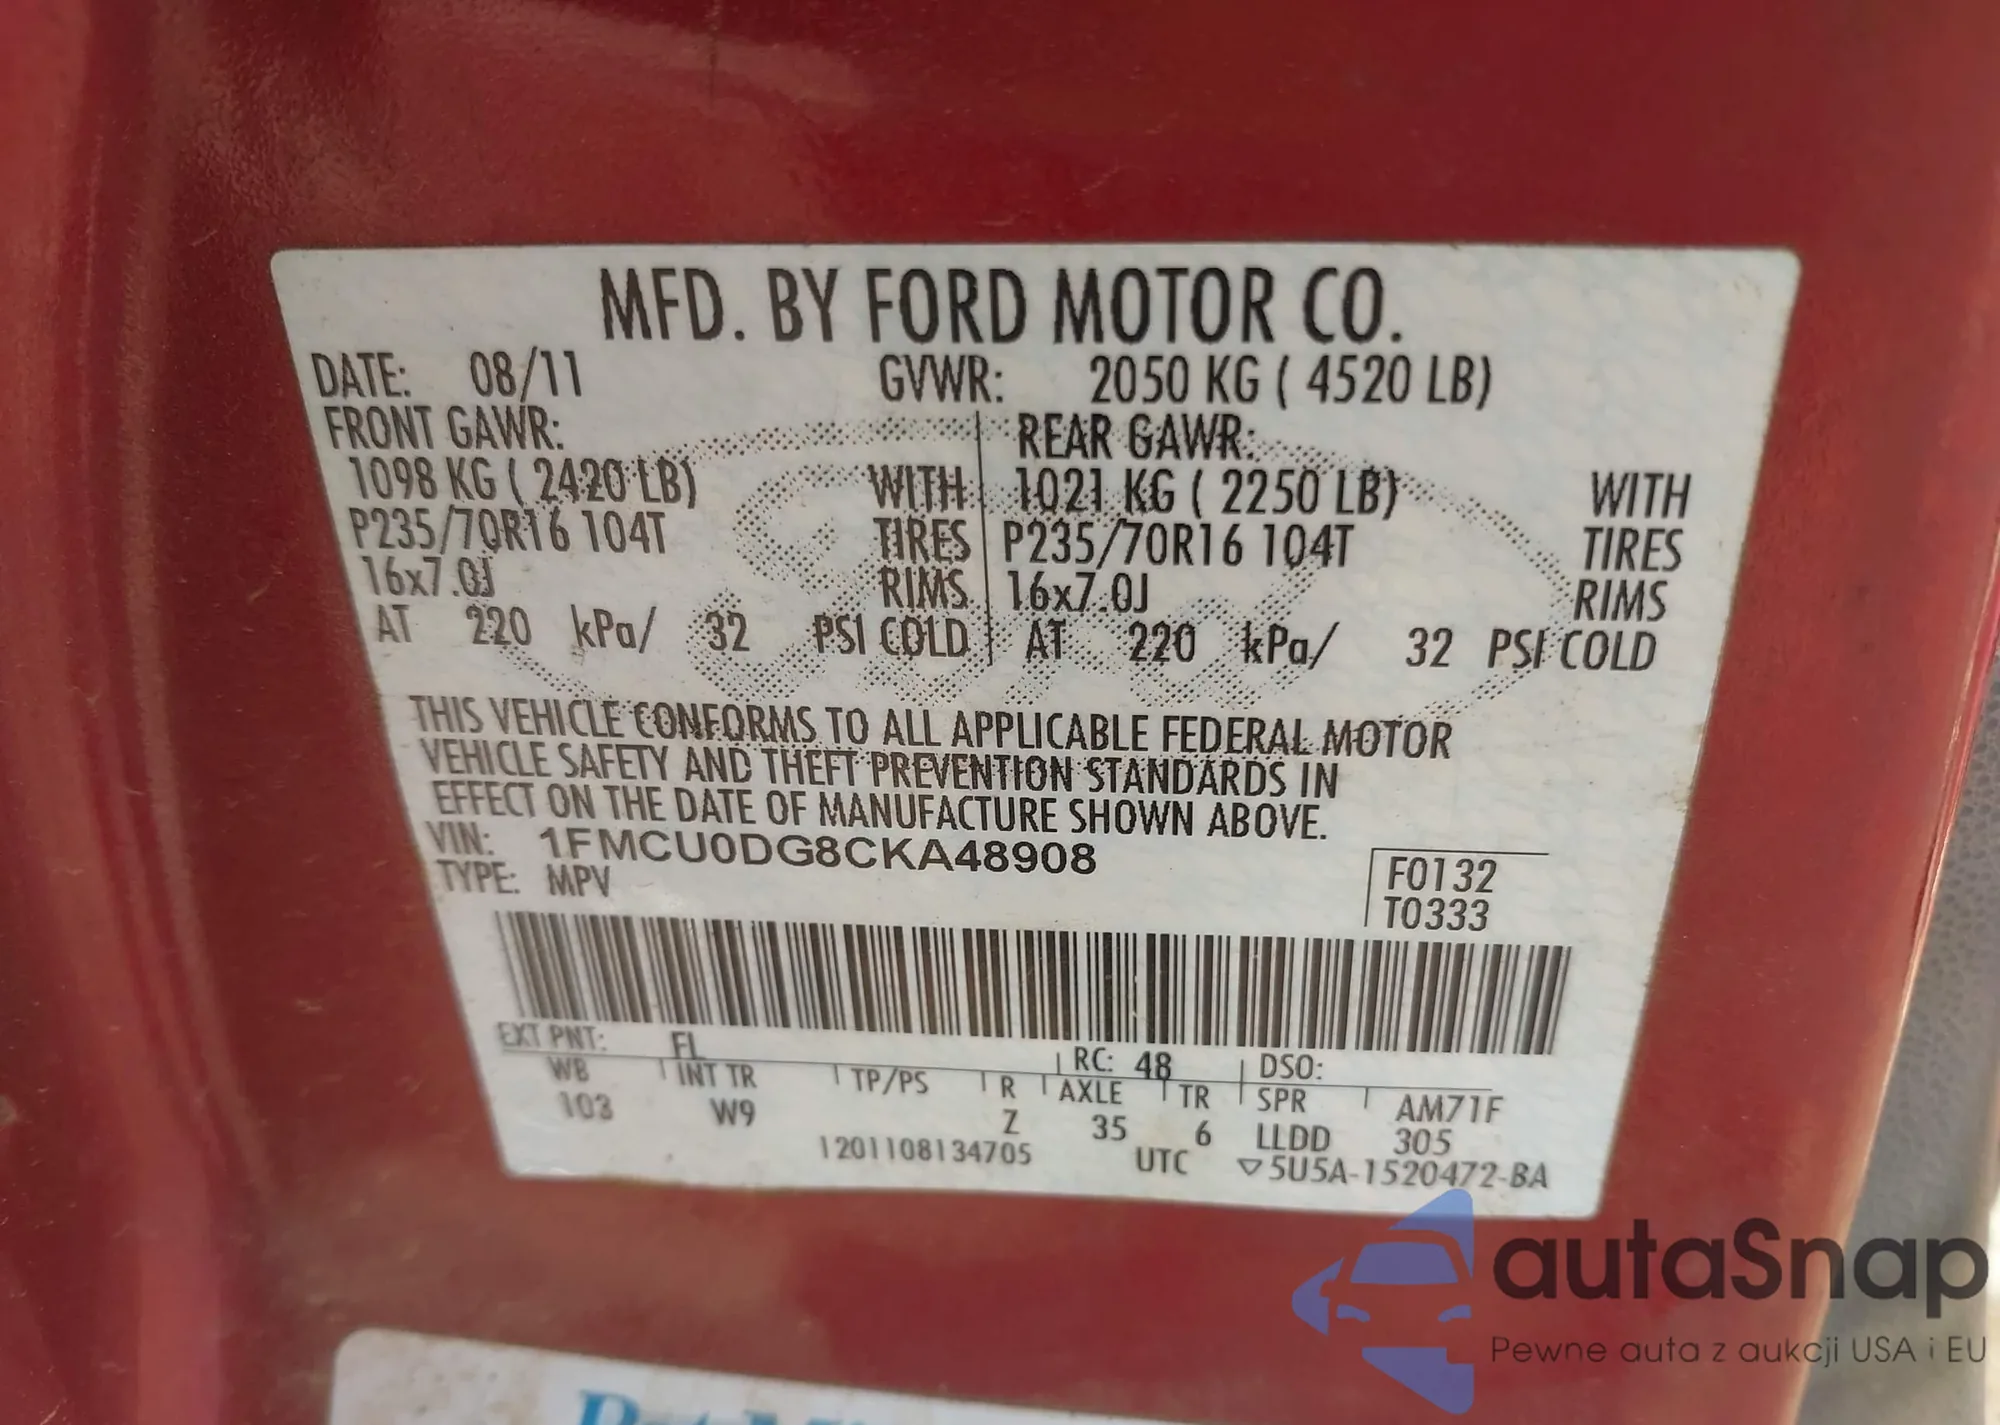 MFD. BY FORD MOTOR CO.
DATE: 08/11 GVWR: 2050 KG ( 4520 LB)
FRONT GAWR: REAR GAWR:
1098 KG ( 2420 LB) WITH 1021 KG ( 2250 LB) WITH
P235/70R16 104T TIRES P235/70R16 104T TIRES
16x7.0J RIMS 16x7.0J RIMS
AT 220 kPa/ 32 PSI COLD AT 220 kPa/ 32 PSI COLD
THIS VEHICLE CONFORMS TO ALL APPLICABLE FEDERAL MOTOR
VEHICLE SAFETY AND THEFT PREVENTION STANDARDS IN
EFFECT ON THE DATE OF MANUFACTURE SHOWN ABOVE.
VIN: 1FMCU0DG8CKA48908
TYPE: MPV
F0132
T0333
EXT PNT: FL RC: 48 DSO:
WB INT TR TP/PS R AXLE TR SPR AM71F
103 W9 Z 35 6 LLDD 305
1201108134705 UTC ▽5U5A-1520472-BA
autaSnap
Pewne auta z aukcji USA i EU